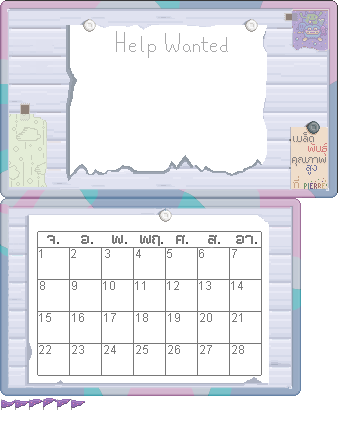 Help Wanted
เมล็ด
พันธุ์
คุณภาพ
สูง
PIERRE
จ. อ. พ. พฤ. ศ. ส. อา.
1 2 3 4 5 6 7
8 9 10 11 12 13 14
15 16 17 18 19 20 21
22 23 24 25 26 27 28